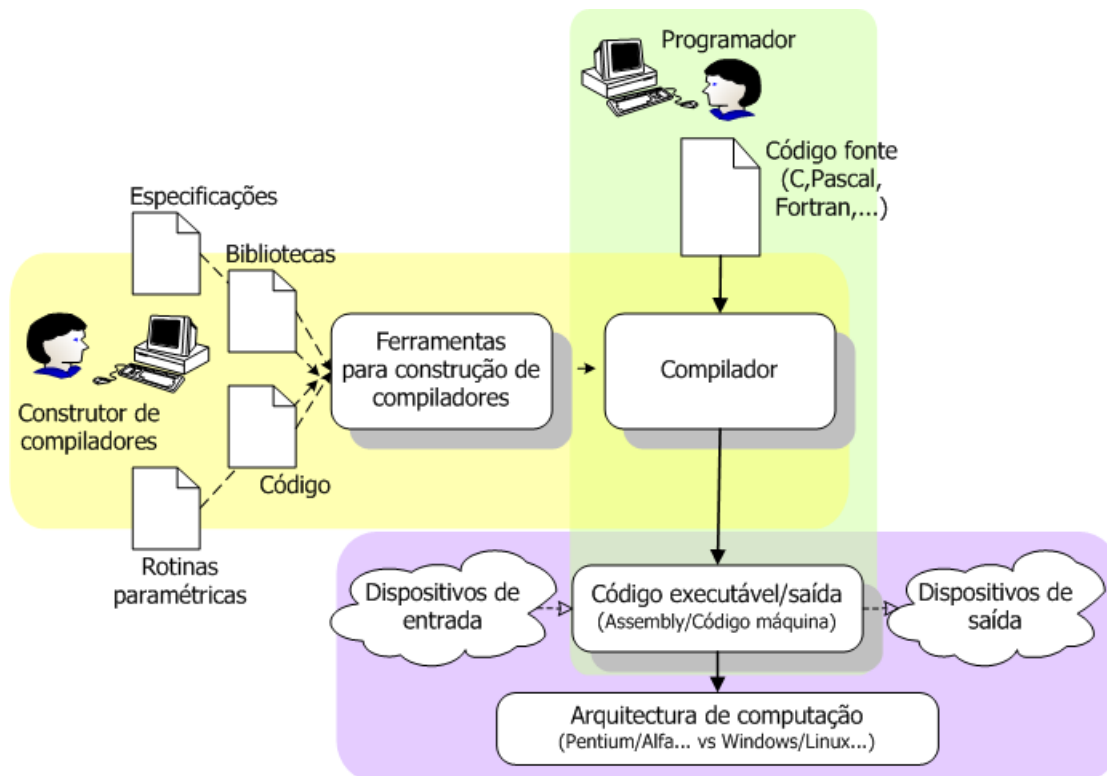 Programador
Código fonte
(C,Pascal,
Fortran,...)
Especificações
Bibliotecas
Ferramentas
para construção de
compiladores
Compilador
Construtor de
compiladores
Código
Rotinas
paramétricas
Dispositivos de
entrada
Código executável/saída
(Assembly/Código máquina)
Dispositivos de
saída
Arquitectura de computação
(Pentium/Alfa... vs Windows/Linux...)